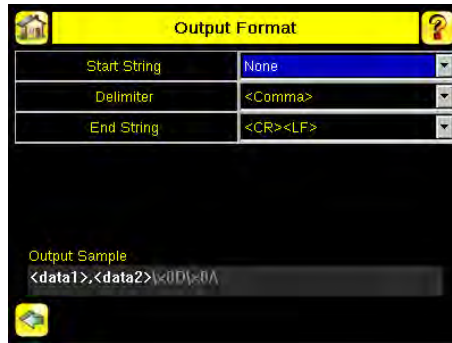 Output Format
?
Start String None
Delimiter <Comma>
End String <CR><LF>
Output Sample
<data1>,<data2>\x0D\x0A